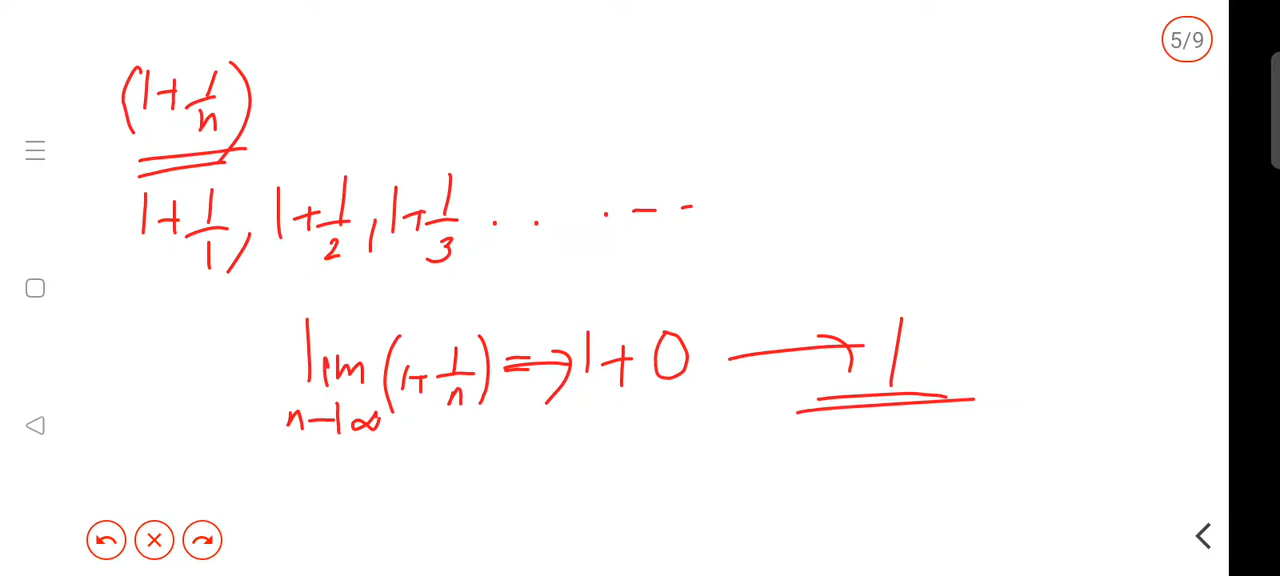 5/9
(1+1/n)
1+1/1, 1+1/2, 1+1/3 . . . – -
lim n→∞ (1+1/n) ⇒ 1+0 → 1